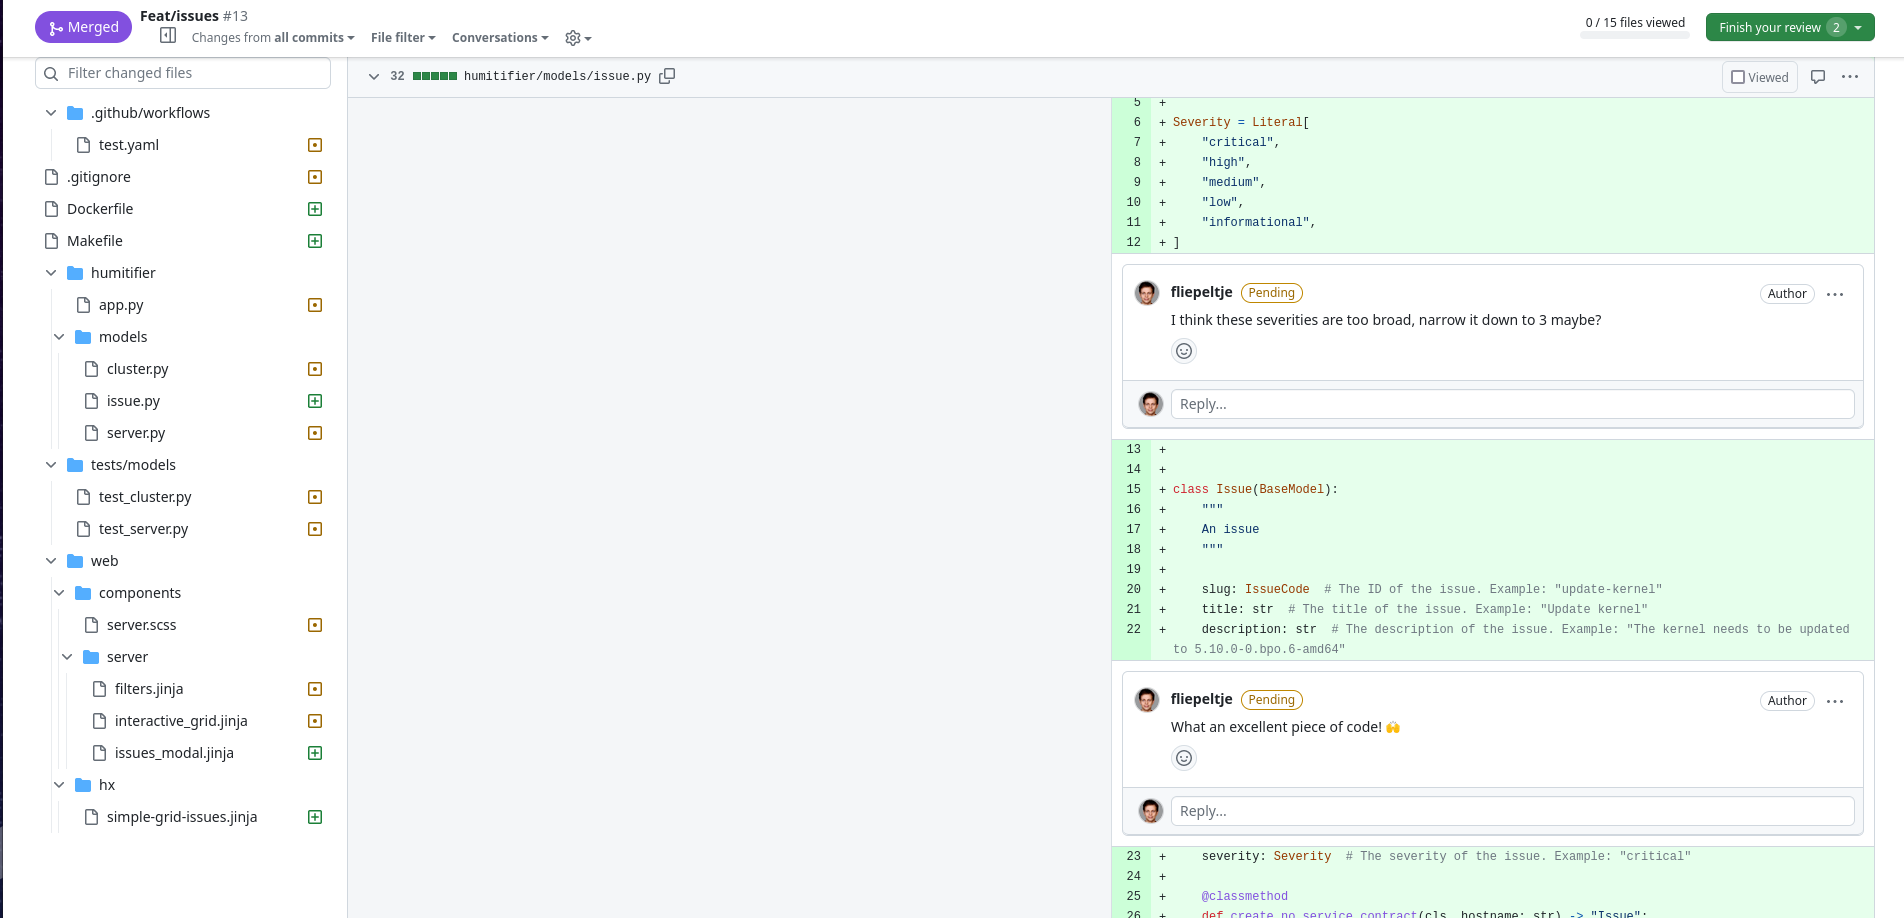 Merged
Feat/issues #13
Changes from all commits
File filter
Conversations
0 / 15 files viewed
Finish your review 2
Filter changed files
.github/workflows
test.yaml
.gitignore
Dockerfile
Makefile
humitifier
app.py
models
cluster.py
issue.py
server.py
tests/models
test_cluster.py
test_server.py
web
components
server.scss
server
filters.jinja
interactive_grid.jinja
issues_modal.jinja
hx
simple-grid-issues.jinja
32 humitifier/models/issue.py
Viewed
5 +
6 + Severity = Literal[
7 +     "critical",
8 +     "high",
9 +     "medium",
10 +     "low",
11 +     "informational",
12 + ]
fliepeltje Pending Author
I think these severities are too broad, narrow it down to 3 maybe?
Reply...
13 +
14 +
15 + class Issue(BaseModel):
16 +     """
17 +     An issue
18 +     """
19 +
20 +     slug: IssueCode  # The ID of the issue. Example: "update-kernel"
21 +     title: str  # The title of the issue. Example: "Update kernel"
22 +     description: str  # The description of the issue. Example: "The kernel needs to be updated
to 5.10.0-0.bpo.6-amd64"
fliepeltje Pending Author
What an excellent piece of code! 🙌
Reply...
23 +     severity: Severity  # The severity of the issue. Example: "critical"
24 +
25 +     @classmethod
26 +     def create_no_service_contract(cls, hostname: str) -> "Issue":